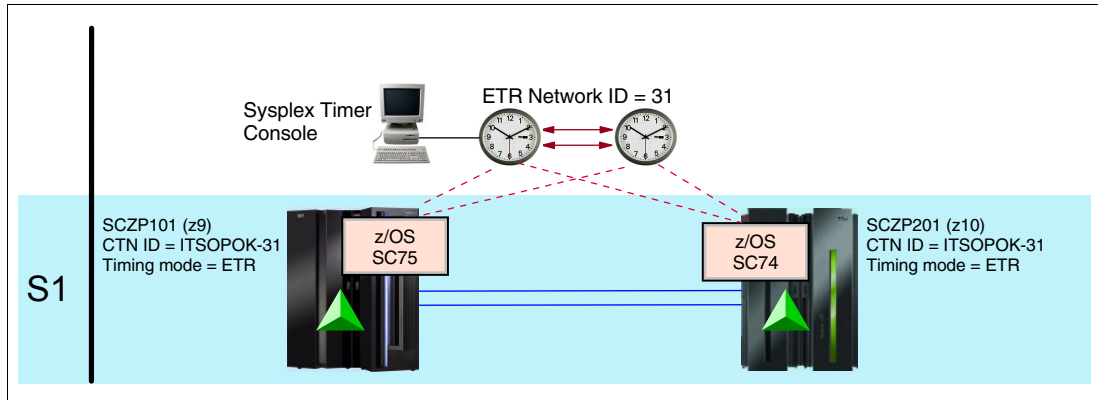 Sysplex Timer
Console
ETR Network ID = 31
S1
SCZP101 (z9)
CTN ID = ITSOPOK-31
Timing mode = ETR
z/OS
SC75
z/OS
SC74
SCZP201 (z10)
CTN ID = ITSOPOK-31
Timing mode = ETR